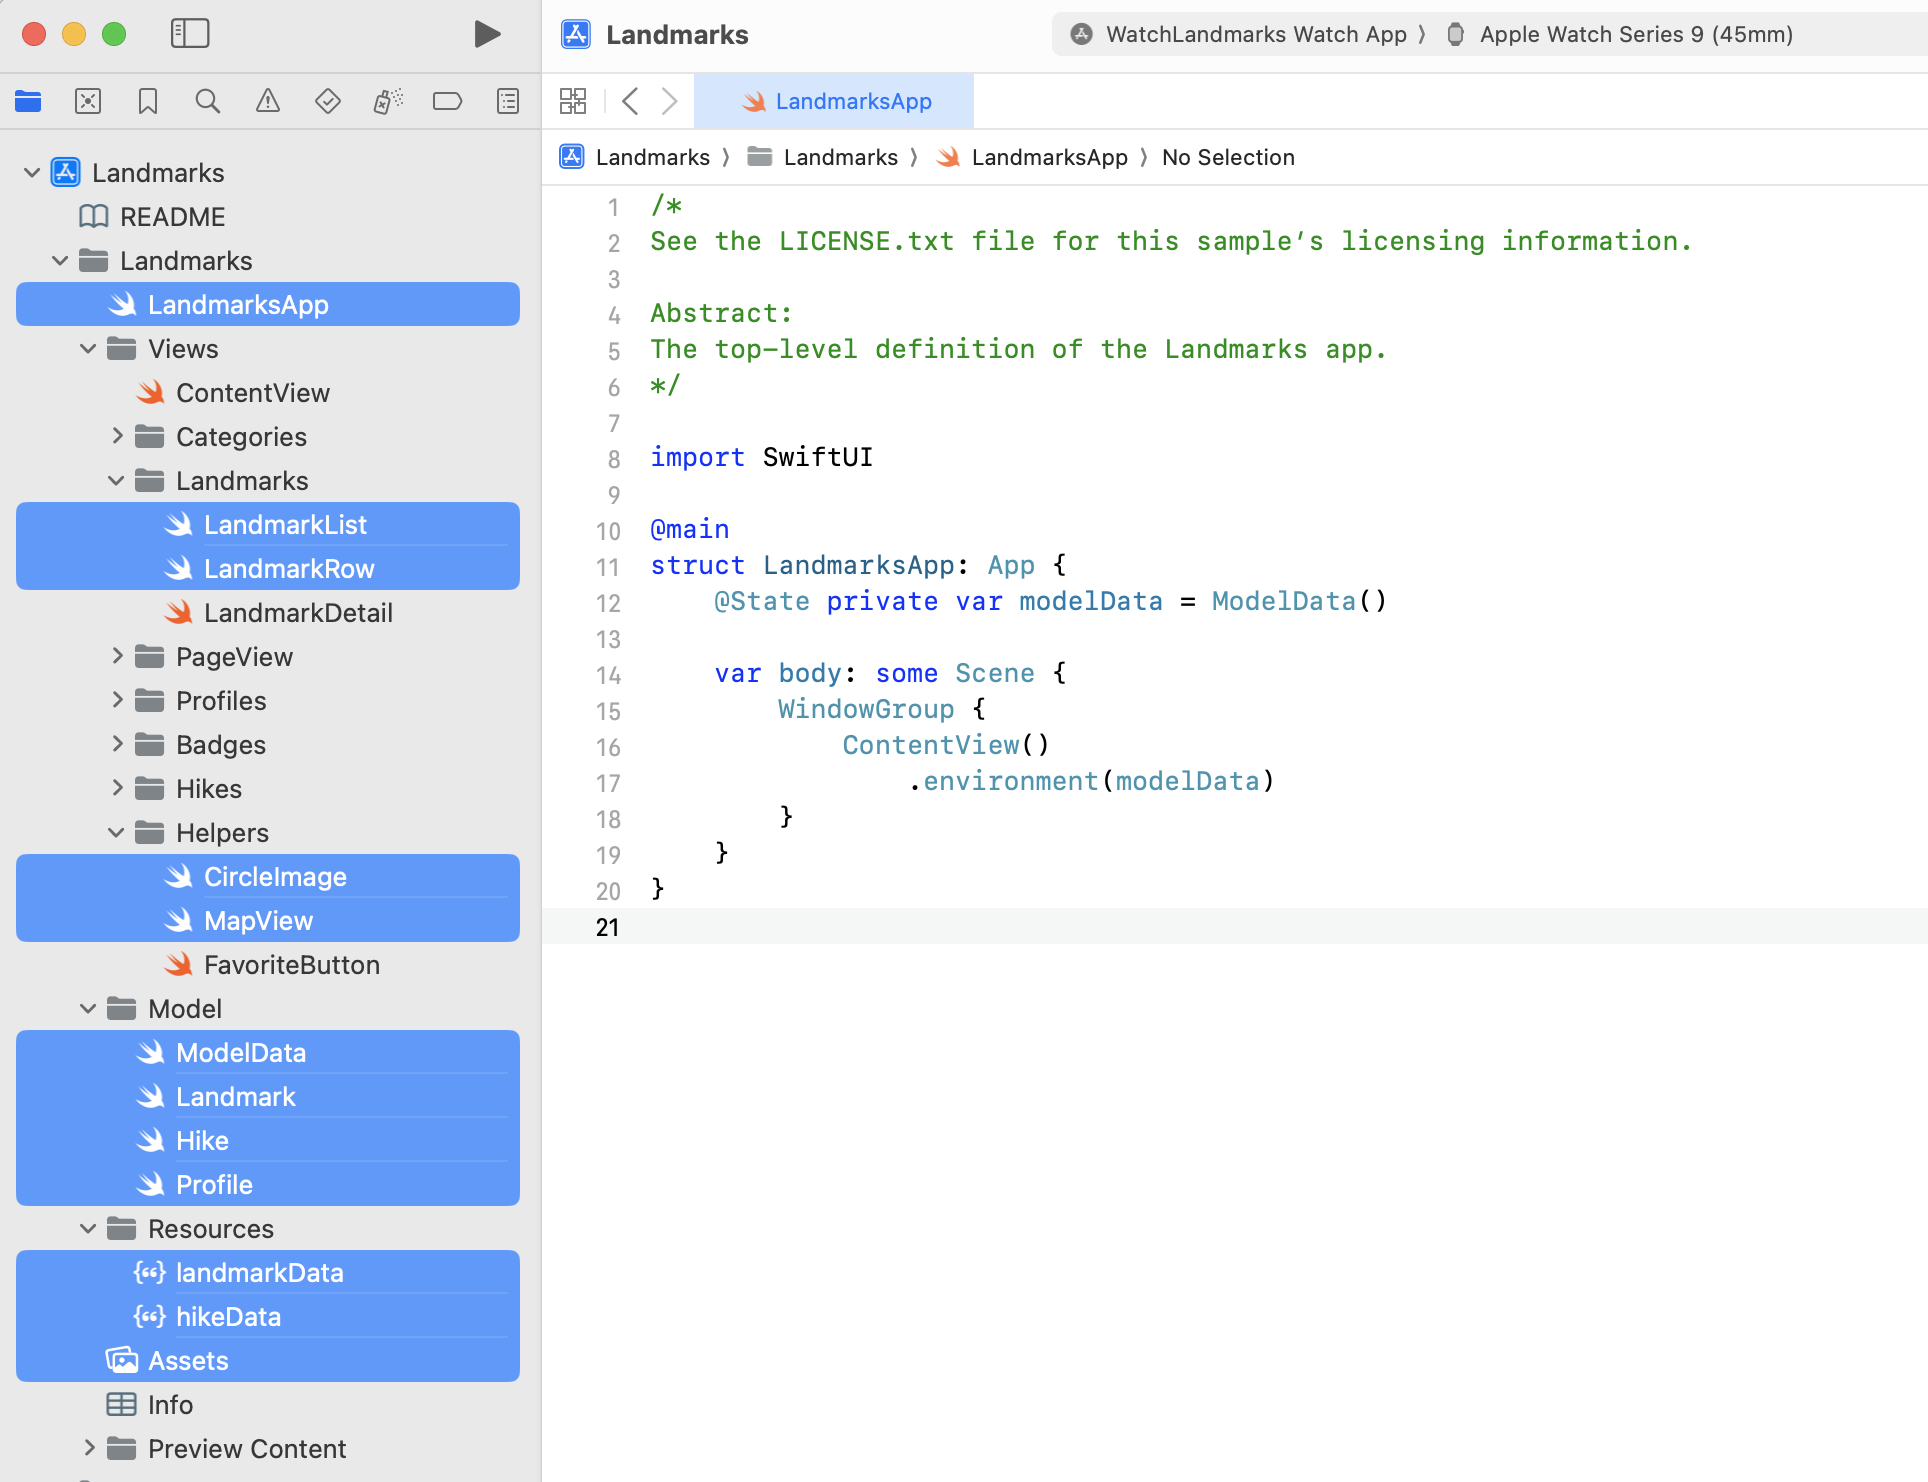 Landmarks
WatchLandmarks Watch App 〉 Apple Watch Series 9 (45mm)
LandmarksApp
Landmarks 〉 Landmarks 〉 LandmarksApp 〉 No Selection
Landmarks
README
Landmarks
LandmarksApp
Views
ContentView
Categories
Landmarks
LandmarkList
LandmarkRow
LandmarkDetail
PageView
Profiles
Badges
Hikes
Helpers
CircleImage
MapView
FavoriteButton
Model
ModelData
Landmark
Hike
Profile
Resources
landmarkData
hikeData
Assets
Info
Preview Content
1 /*
2 See the LICENSE.txt file for this sample’s licensing information.
3
4 Abstract:
5 The top-level definition of the Landmarks app.
6 */
7
8 import SwiftUI
9
10 @main
11 struct LandmarksApp: App {
12     @State private var modelData = ModelData()
13
14     var body: some Scene {
15         WindowGroup {
16             ContentView()
17                 .environment(modelData)
18         }
19     }
20 }
21